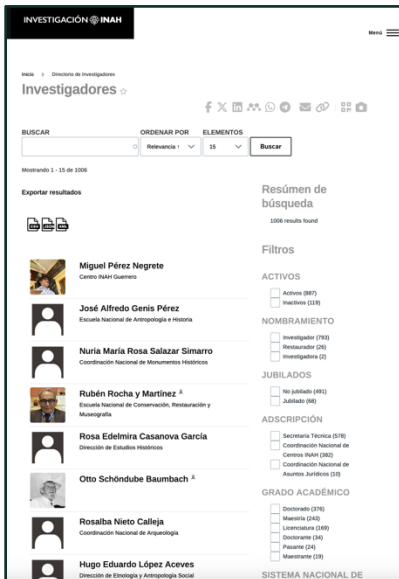 INVESTIGACIÓN INAH
Menú
Inicio > Directorio de Investigadores
Investigadores
BUSCAR
ORDENAR POR
ELEMENTOS
Relevancia ↑
15
Buscar
Mostrando 1 - 15 de 1006
Exportar resultados
CSV JSON XML
Resúmen de
búsqueda
1006 results found
Filtros
Miguel Pérez Negrete
Centro INAH Guerrero
José Alfredo Genis Pérez
Escuela Nacional de Antropología e Historia
Nuria María Rosa Salazar Simarro
Coordinación Nacional de Monumentos Históricos
Rubén Rocha y Martínez
Escuela Nacional de Conservación, Restauración y
Museografía
Rosa Edelmira Casanova García
Dirección de Estudios Históricos
Otto Schöndube Baumbach
Rosalba Nieto Calleja
Coordinación Nacional de Arqueología
Hugo Eduardo López Aceves
Dirección de Etnología y Antropología Social
ACTIVOS
Activos (887)
Inactivos (119)
NOMBRAMIENTO
Investigador (793)
Restaurador (26)
Investigadora (2)
JUBILADOS
No jubilado (491)
Jubilado (68)
ADSCRIPCIÓN
Secretaría Técnica (578)
Coordinación Nacional de
Centros INAH (382)
Coordinación Nacional de
Asuntos Jurídicos (10)
GRADO ACADÉMICO
Doctorado (376)
Maestría (243)
Licenciatura (169)
Doctorante (34)
Pasante (24)
Maestrante (19)
SISTEMA NACIONAL DE